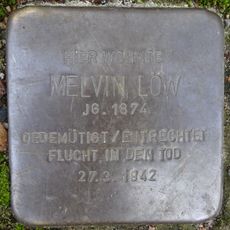 HIER WOHNTE
MELVIN LÖW
JG. 1874
GEDEMÜTIGT/ENTRECHTET
FLUCHT IN DEN TOD
27.3.1942